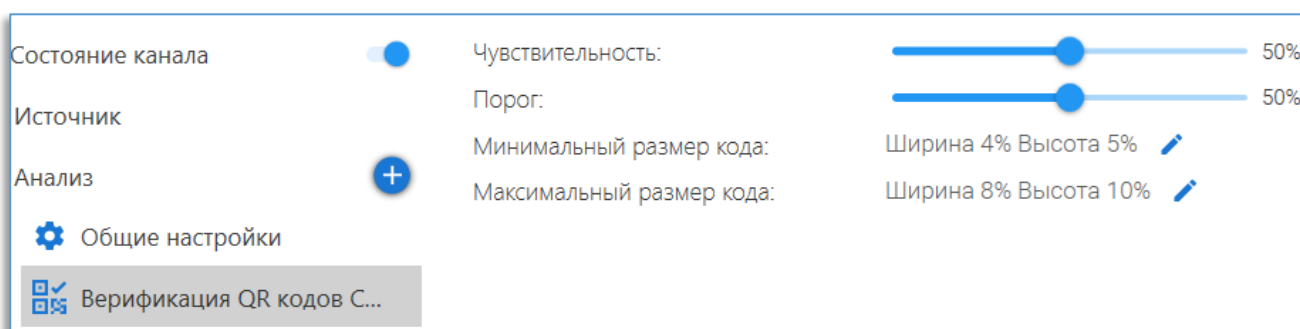 Состояние канала
Источник
Анализ
Общие настройки
Верификация QR кодов С...
Чувствительность: 50%
Порог: 50%
Минимальный размер кода: Ширина 4% Высота 5%
Максимальный размер кода: Ширина 8% Высота 10%